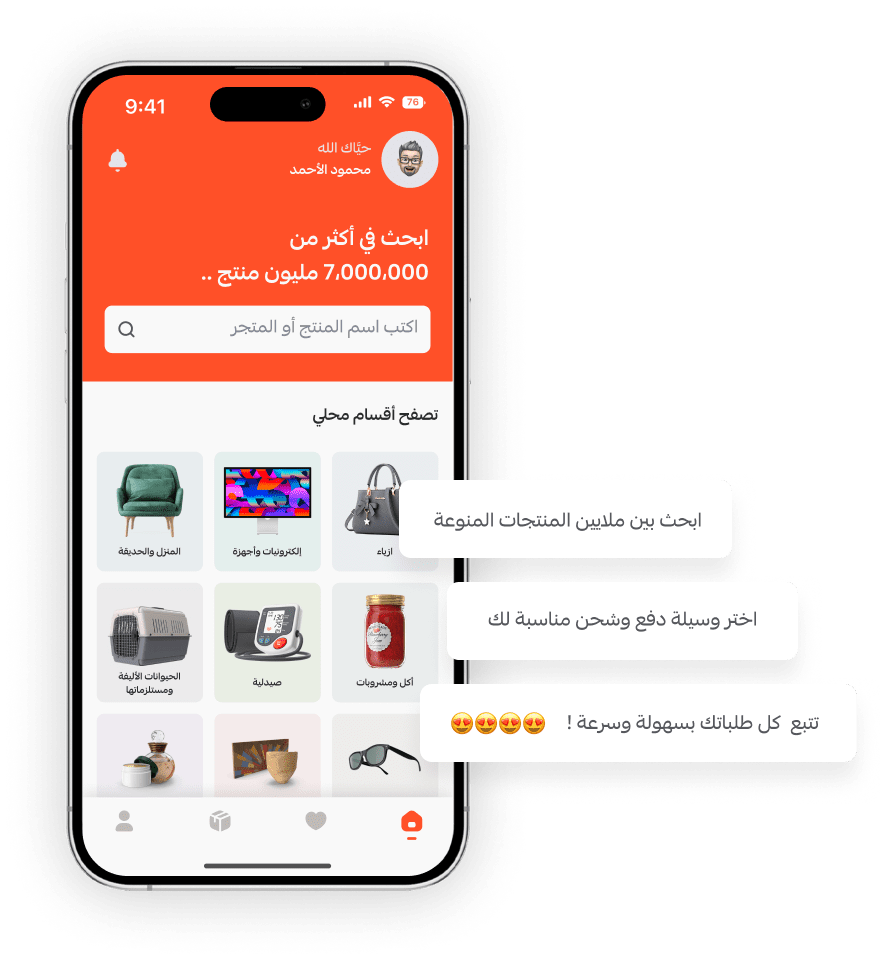 9:41
76
حيَّاك الله
محمود الأحمد
ابحث في أكثر من
7,000,000 مليون منتج ..
اكتب اسم المنتج أو المتجر
تصفح أقسام محلي
ازياء
إلكترونيات وأجهزة
المنزل والحديقة
ابحث بين ملايين المنتجات المنوعة
أكل ومشروبات
صيدلية
الحيوانات الأليفة
ومستلزماتها
اختر وسيلة دفع وشحن مناسبة لك
تتبع كل طلباتك بسهولة وسرعة ! 😍😍😍😍